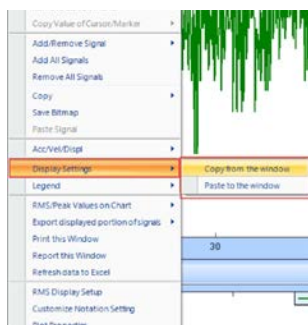 Copy Value of Cursor/Marker
Add/Remove Signal
Add All Signals
Remove All Signals
Copy
Save Bitmap
Paste Signal
Acc/Vel/Displ
Display Settings
Copy from the window
Legend
Paste to the window
RMS/Peak Values on Chart
Export displayed portion of signals
Print this Window
30
Report this Window
Refresh data to Excel
RMS Display Setup
Customize Notation Setting
Plot Properties